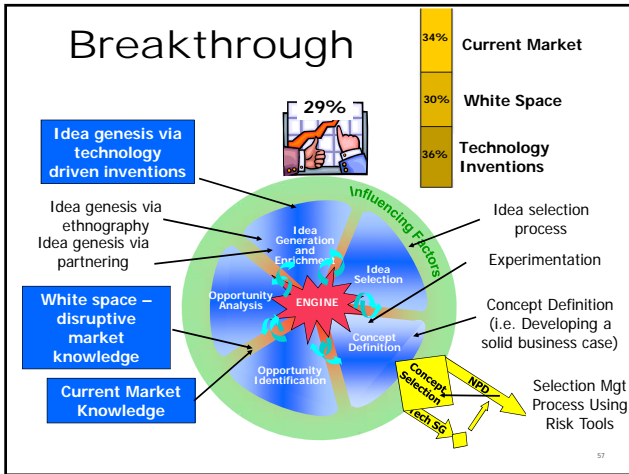 Breakthrough
34%
Current Market
30%
White Space
36%
Technology
Inventions
29%
Idea genesis via
technology
driven inventions
Idea genesis via
ethnography
Idea genesis via
partnering
White space –
disruptive
market
knowledge
Current Market
Knowledge
Influencing Factors
Idea
Generation
and
Enrichment
Idea
Selection
Opportunity
Analysis
ENGINE
Concept
Definition
Opportunity
Identification
Idea selection
process
Experimentation
Concept Definition
(i.e. Developing a
solid business case)
Concept
Selection
NPD
Tech SG
Selection Mgt
Process Using
Risk Tools
57